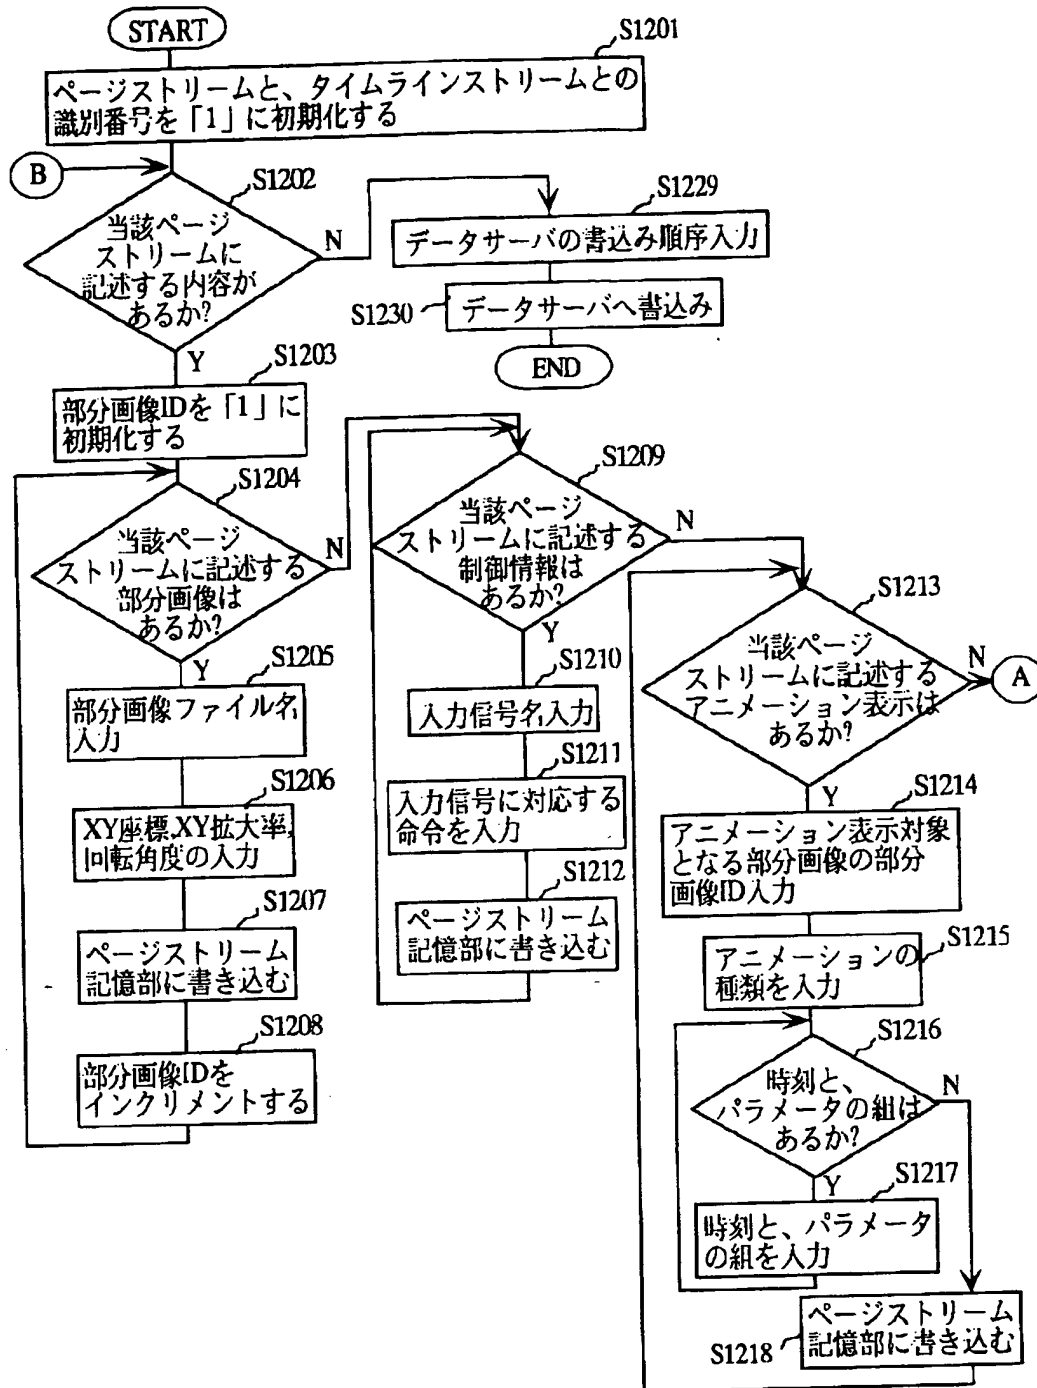 START
S1201
ページストリームと、タイムラインストリームとの
識別番号を「1」に初期化する
B
S1202
当該ページ
ストリームに
記述する内容が
あるか?
N
Y
S1229
データサーバの書込み順序入力
S1230
データサーバへ書込み
END
S1203
部分画像IDを「1」に
初期化する
S1204
当該ページ
ストリームに記述する
部分画像は
あるか?
N
Y
S1205
部分画像ファイル名
入力
S1206
XY座標,XY拡大率,
回転角度の入力
S1207
ページストリーム
記憶部に書き込む
S1208
部分画像IDを
インクリメントする
S1209
当該ページ
ストリームに記述する
制御情報は
あるか?
N
Y
S1210
入力信号名入力
S1211
入力信号に対応する
命令を入力
S1212
ページストリーム
記憶部に書き込む
S1213
当該ページ
ストリームに記述する
アニメーション表示は
あるか?
N
A
Y
S1214
アニメーション表示対象
となる部分画像の部分
画像ID入力
S1215
アニメーションの
種類を入力
S1216
時刻と、
パラメータの組は
あるか?
N
Y
S1217
時刻と、パラメータ
の組を入力
S1218
ページストリーム
記憶部に書き込む